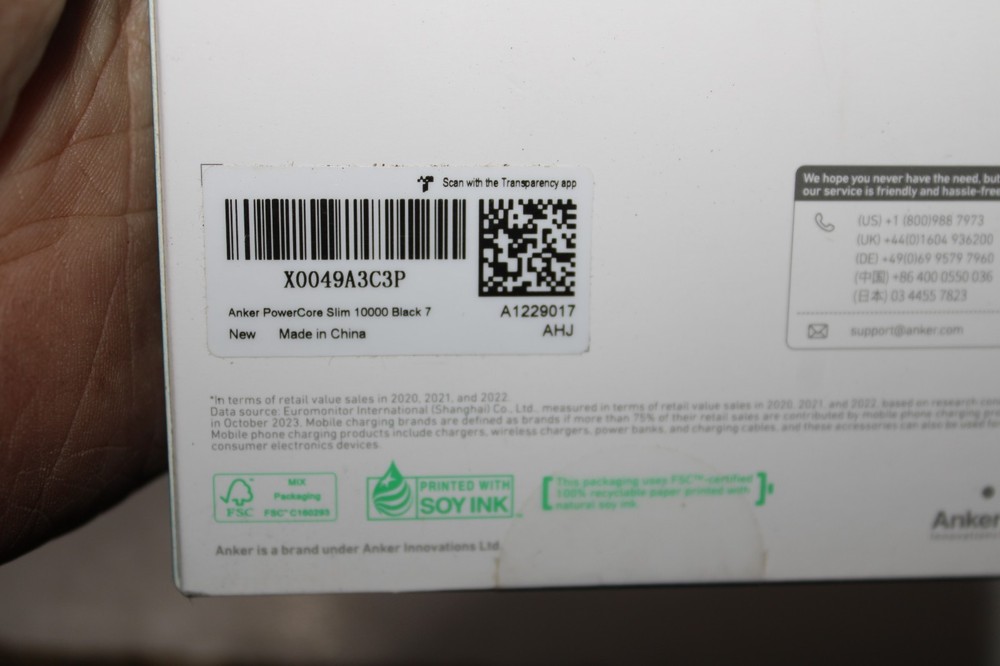 Scan with the Transparency app
X0049A3C3P
Anker PowerCore Slim 10000 Black 7
New Made in China
A1229017
AHJ
We hope you never have the need, but
our service is friendly and hassle-free
(US) +1 (800)988 7973
(UK) +44(0)1604 936200
(DE) +49(0)69 9579 7960
(中国) +86 400 0550 036
(日本) 03 4455 7823
support@anker.com
*In terms of retail value sales in 2020, 2021, and 2022.
Data source: Euromonitor International (Shanghai) Co., Ltd., measured in terms of retail value sales in 2020, 2021, and 2022, based on research
in October 2023. Mobile charging brands are defined as brands if more than 75% of their retail sales are contributed by mobile phone charging
Mobile phone charging products include chargers, wireless chargers, power banks, and charging cables, and these accessories can also be used
consumer electronics devices.
FSC
MIX
Packaging
FSC™ C160293
PRINTED WITH
SOY INK™
This packaging uses FSC™-certified
100% recyclable paper printed with
natural soy ink.
Anker
Anker is a brand under Anker Innovations Ltd.